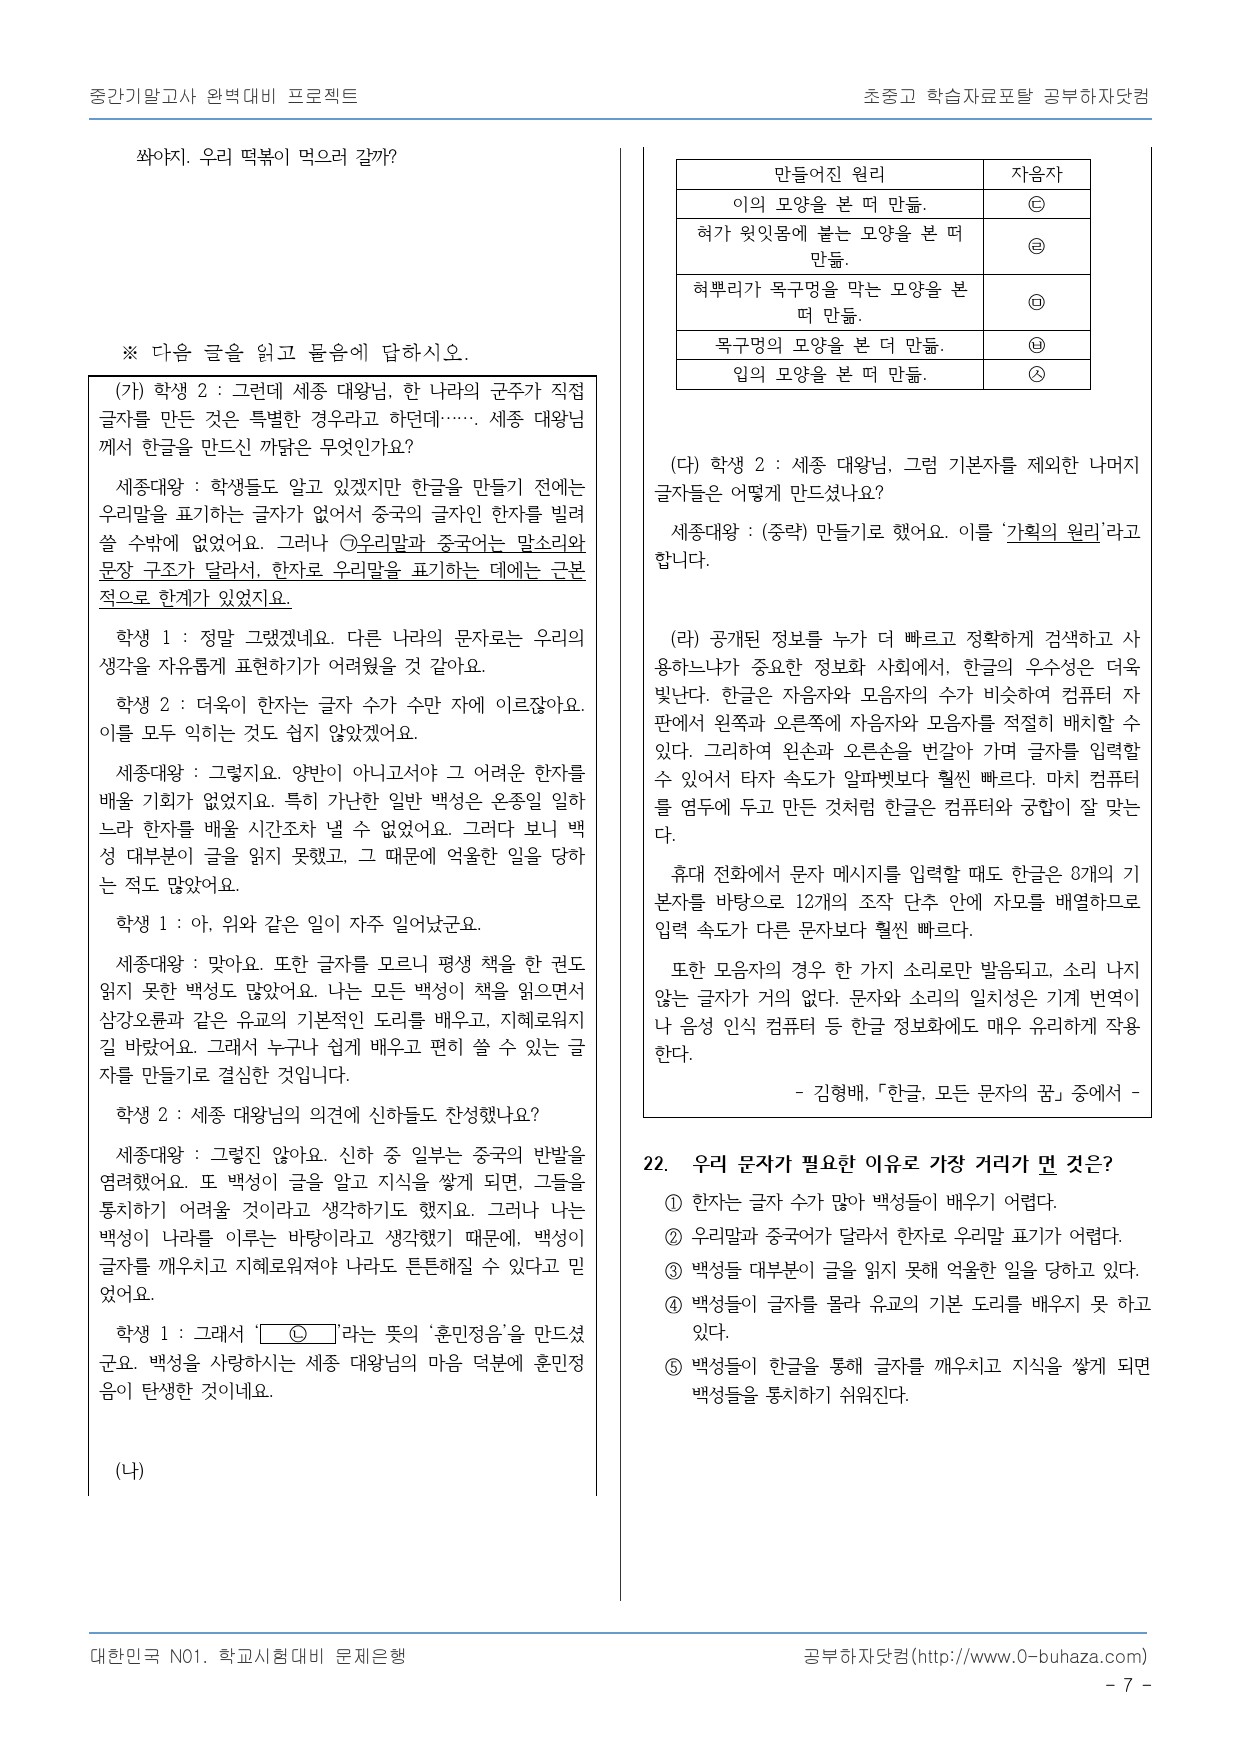 중간기말고사 완벽대비 프로젝트
초중고 학습자료포탈 공부하자닷컴
쏴야지. 우리 떡볶이 먹으러 갈까?
※ 다음 글을 읽고 물음에 답하시오.
(가) 학생 2 : 그런데 세종 대왕님, 한 나라의 군주가 직접
글자를 만든 것은 특별한 경우라고 하던데……. 세종 대왕님
께서 한글을 만드신 까닭은 무엇인가요?
세종대왕 : 학생들도 알고 있겠지만 한글을 만들기 전에는
우리말을 표기하는 글자가 없어서 중국의 글자인 한자를 빌려
쓸 수밖에 없었어요. 그러나 ㉠우리말과 중국어는 말소리와
문장 구조가 달라서, 한자로 우리말을 표기하는 데에는 근본
적으로 한계가 있었지요.
학생 1 : 정말 그랬겠네요. 다른 나라의 문자로는 우리의
생각을 자유롭게 표현하기가 어려웠을 것 같아요.
학생 2 : 더욱이 한자는 글자 수가 수만 자에 이르잖아요.
이를 모두 익히는 것도 쉽지 않았겠어요.
세종대왕 : 그렇지요. 양반이 아니고서야 그 어려운 한자를
배울 기회가 없었지요. 특히 가난한 일반 백성은 온종일 일하
느라 한자를 배울 시간조차 낼 수 없었어요. 그러다 보니 백
성 대부분이 글을 읽지 못했고, 그 때문에 억울한 일을 당하
는 적도 많았어요.
학생 1 : 아, 위와 같은 일이 자주 일어났군요.
세종대왕 : 맞아요. 또한 글자를 모르니 평생 책을 한 권도
읽지 못한 백성도 많았어요. 나는 모든 백성이 책을 읽으면서
삼강오륜과 같은 유교의 기본적인 도리를 배우고, 지혜로워지
길 바랐어요. 그래서 누구나 쉽게 배우고 편히 쓸 수 있는 글
자를 만들기로 결심한 것입니다.
학생 2 : 세종 대왕님의 의견에 신하들도 찬성했나요?
세종대왕 : 그렇진 않아요. 신하 중 일부는 중국의 반발을
염려했어요. 또 백성이 글을 알고 지식을 쌓게 되면, 그들을
통치하기 어려울 것이라고 생각하기도 했지요. 그러나 나는
백성이 나라를 이루는 바탕이라고 생각했기 때문에, 백성이
글자를 깨우치고 지혜로워져야 나라도 튼튼해질 수 있다고 믿
었어요.
학생 1 : 그래서 ‘㉡’라는 뜻의 ‘훈민정음’을 만드셨
군요. 백성을 사랑하시는 세종 대왕님의 마음 덕분에 훈민정
음이 탄생한 것이네요.
(나)
만들어진 원리 자음자
이의 모양을 본 떠 만듦. ㉢
혀가 윗잇몸에 붙는 모양을 본 떠
만듦. ㉣
혀뿌리가 목구멍을 막는 모양을 본
떠 만듦. ㉤
목구멍의 모양을 본 더 만듦. ㉥
입의 모양을 본 떠 만듦. ㉦
(다) 학생 2 : 세종 대왕님, 그럼 기본자를 제외한 나머지
글자들은 어떻게 만드셨나요?
세종대왕 : (중략) 만들기로 했어요. 이를 ‘가획의 원리’라고
합니다.
(라) 공개된 정보를 누가 더 빠르고 정확하게 검색하고 사
용하느냐가 중요한 정보화 사회에서, 한글의 우수성은 더욱
빛난다. 한글은 자음자와 모음자의 수가 비슷하여 컴퓨터 자
판에서 왼쪽과 오른쪽에 자음자와 모음자를 적절히 배치할 수
있다. 그리하여 왼손과 오른손을 번갈아 가며 글자를 입력할
수 있어서 타자 속도가 알파벳보다 훨씬 빠르다. 마치 컴퓨터
를 염두에 두고 만든 것처럼 한글은 컴퓨터와 궁합이 잘 맞는
다.
휴대 전화에서 문자 메시지를 입력할 때도 한글은 8개의 기
본자를 바탕으로 12개의 조작 단추 안에 자모를 배열하므로
입력 속도가 다른 문자보다 훨씬 빠르다.
또한 모음자의 경우 한 가지 소리로만 발음되고, 소리 나지
않는 글자가 거의 없다. 문자와 소리의 일치성은 기계 번역이
나 음성 인식 컴퓨터 등 한글 정보화에도 매우 유리하게 작용
한다.
- 김형배, 「한글, 모든 문자의 꿈」 중에서 -
22. 우리 문자가 필요한 이유로 가장 거리가 먼 것은?
① 한자는 글자 수가 많아 백성들이 배우기 어렵다.
② 우리말과 중국어가 달라서 한자로 우리말 표기가 어렵다.
③ 백성들 대부분이 글을 읽지 못해 억울한 일을 당하고 있다.
④ 백성들이 글자를 몰라 유교의 기본 도리를 배우지 못 하고
있다.
⑤ 백성들이 한글을 통해 글자를 깨우치고 지식을 쌓게 되면
백성들을 통치하기 쉬워진다.
대한민국 N01. 학교시험대비 문제은행
공부하자닷컴(http://www.0-buhaza.com)
- 7 -